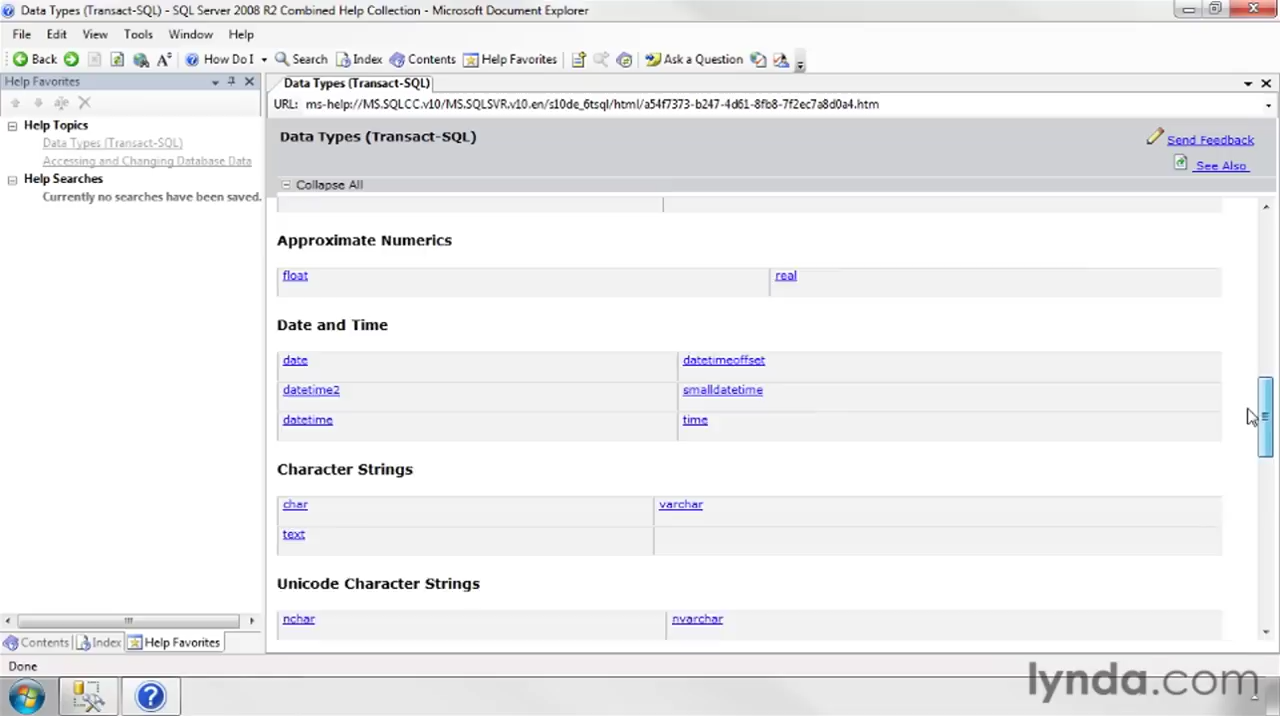 Data Types (Transact-SQL) - SQL Server 2008 R2 Combined Help Collection - Microsoft Document Explorer
File Edit View Tools Window Help
Back How Do I Search Index Contents Help Favorites Ask a Question
Help Favorites
Data Types (Transact-SQL)
URL: ms-help://MS.SQLCC.v10/MS.SQLSVR.v10.en/s10de_6tsql/html/a54f7373-b247-4d61-8fb8-7f2ec7a8d0a4.htm
Help Topics
Data Types (Transact-SQL)
Accessing and Changing Database Data
Help Searches
Currently no searches have been saved.
Data Types (Transact-SQL)
Send Feedback
See Also
Collapse All
Approximate Numerics
float real
Date and Time
date datetimeoffset
datetime2 smalldatetime
datetime time
Character Strings
char varchar
text
Unicode Character Strings
nchar nvarchar
Contents Index Help Favorites
Done
lynda.com